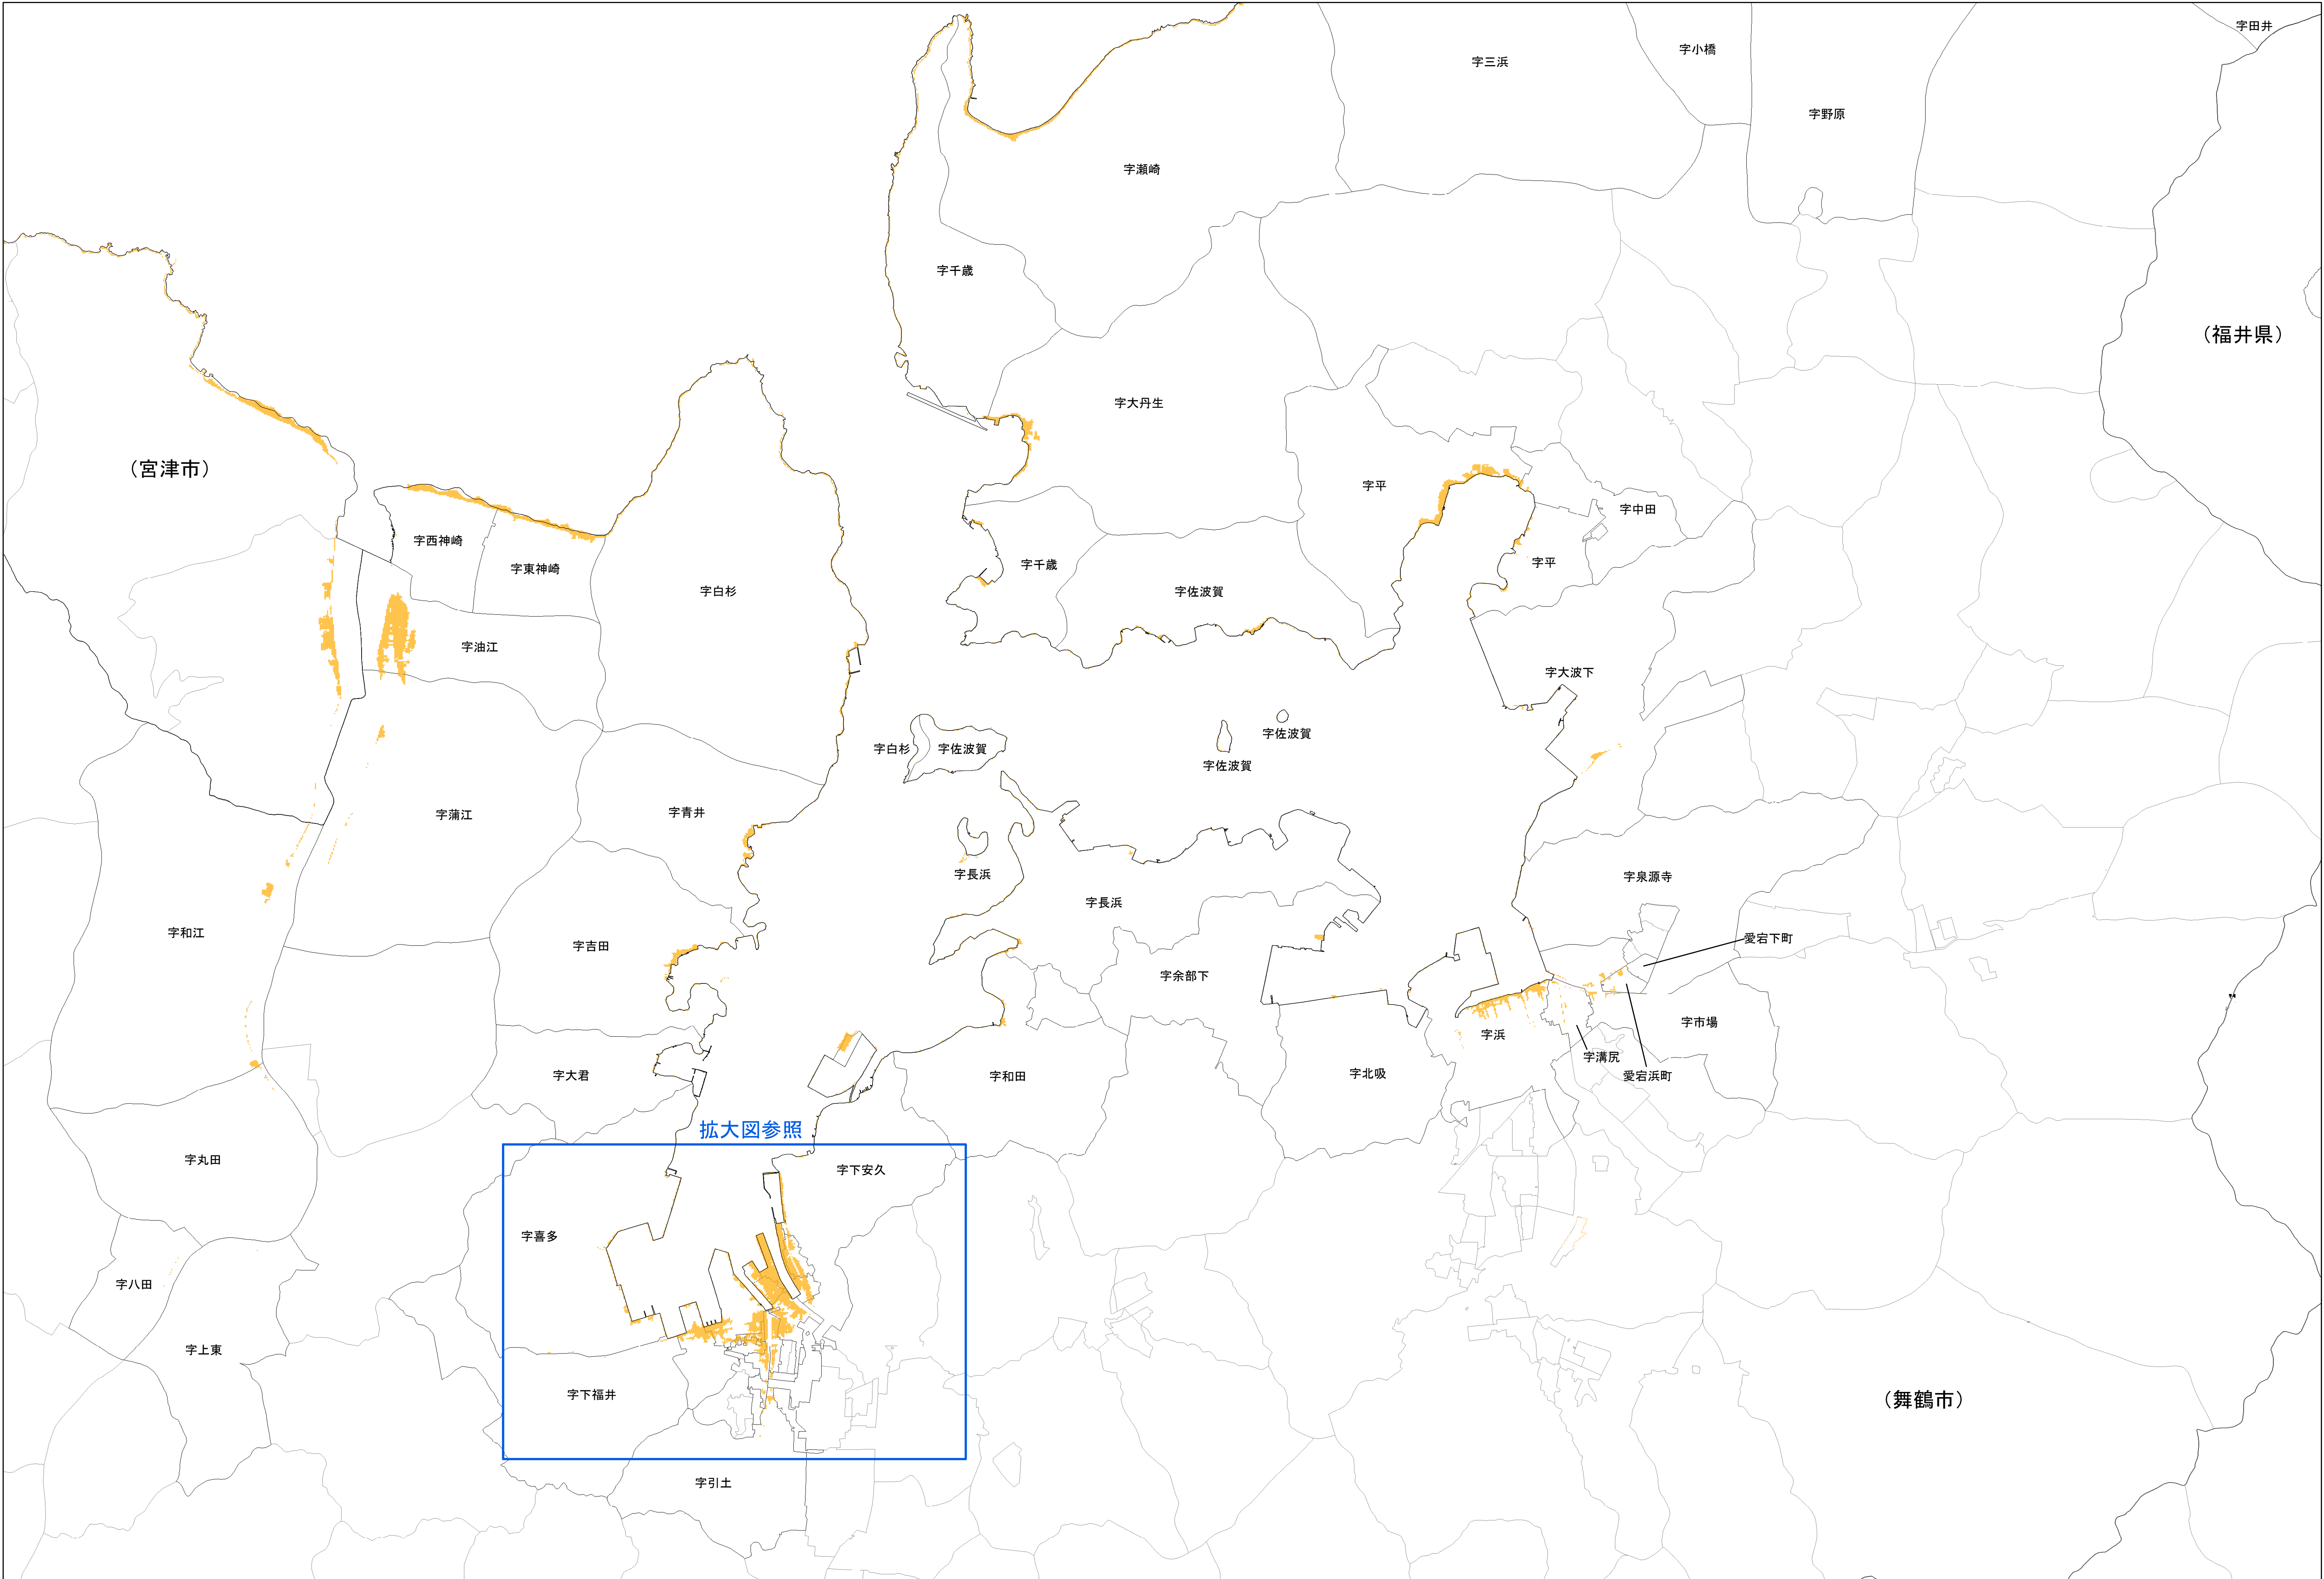 字田井
字小橋
字三浜
字野原
字瀬崎
字千歳
（福井県）
字大丹生
（宮津市）
字平
字中田
字西神崎
字東神崎
字千歳
字平
字白杉
字佐波賀
字油江
字大波下
字佐波賀
字白杉
字佐波賀
字佐波賀
字青井
字蒲江
字長浜
字泉源寺
字長浜
字和江
愛宕下町
字吉田
字余部下
字市場
字浜
字溝尻
字大君
字和田
字北吸
愛宕浜町
拡大図参照
字丸田
字下安久
字喜多
字八田
字上東
字下福井
（舞鶴市）
字引土